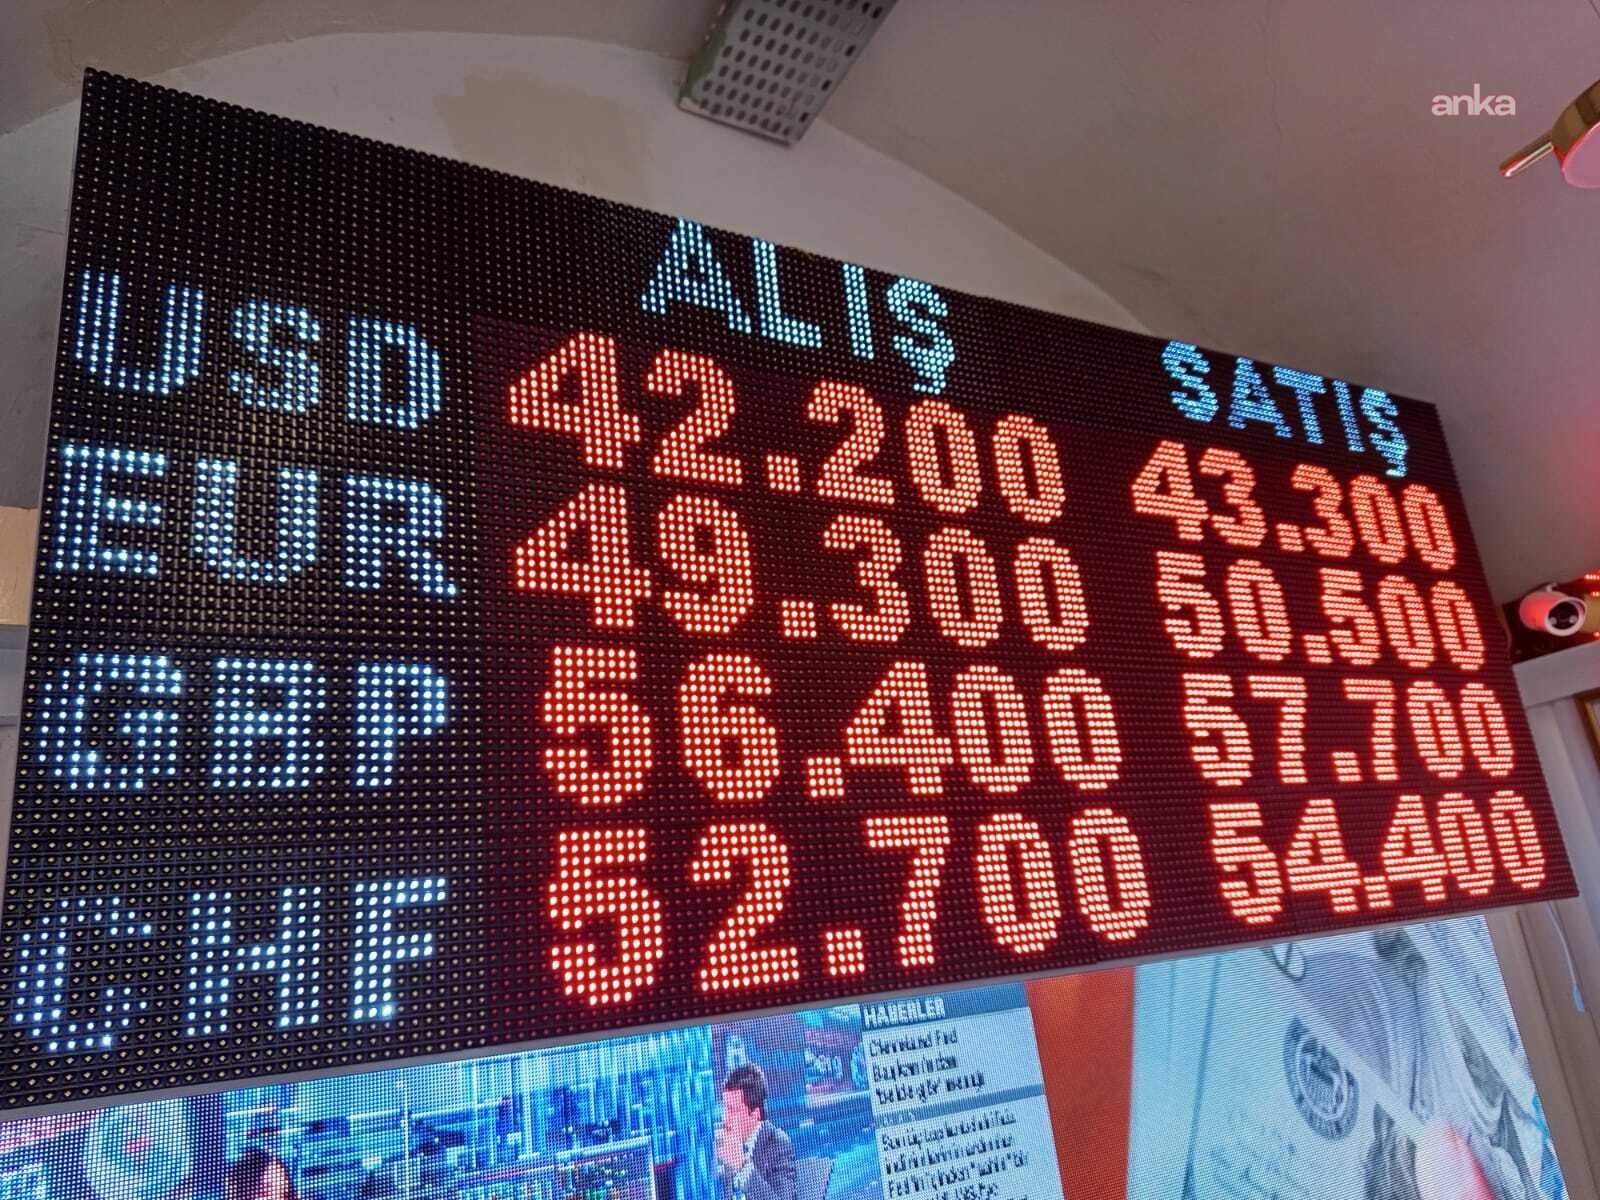 anka
ALIŞ SATIŞ
USD 42.200 43.300
EUR 49.300 50.500
GBP 56.400 57.700
CHF 52.700 54.400
HABERLER